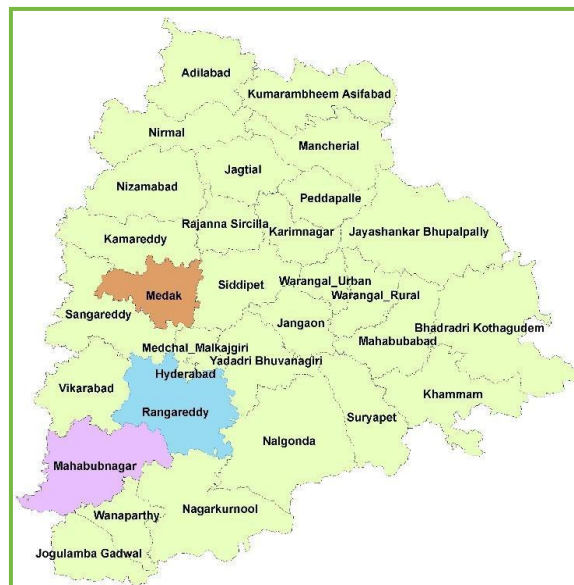 Adilabad
Kumarambheem Asifabad
Nirmal
Mancherial
Jagtial
Nizamabad
Peddapalle
Rajanna Sircilla
Karimnagar
Jayashankar Bhupalpally
Kamareddy
Siddipet
Warangal_Urban
Medak
Warangal_Rural
Sangareddy
Jangaon
Bhadradri Kothagudem
Mahabubabad
Medchal_Malkajgiri
Yadadri Bhuvanagiri
Hyderabad
Vikarabad
Khammam
Rangareddy
Suryapet
Nalgonda
Mahabubnagar
Nagarkurnool
Wanaparthy
Jogulamba Gadwal